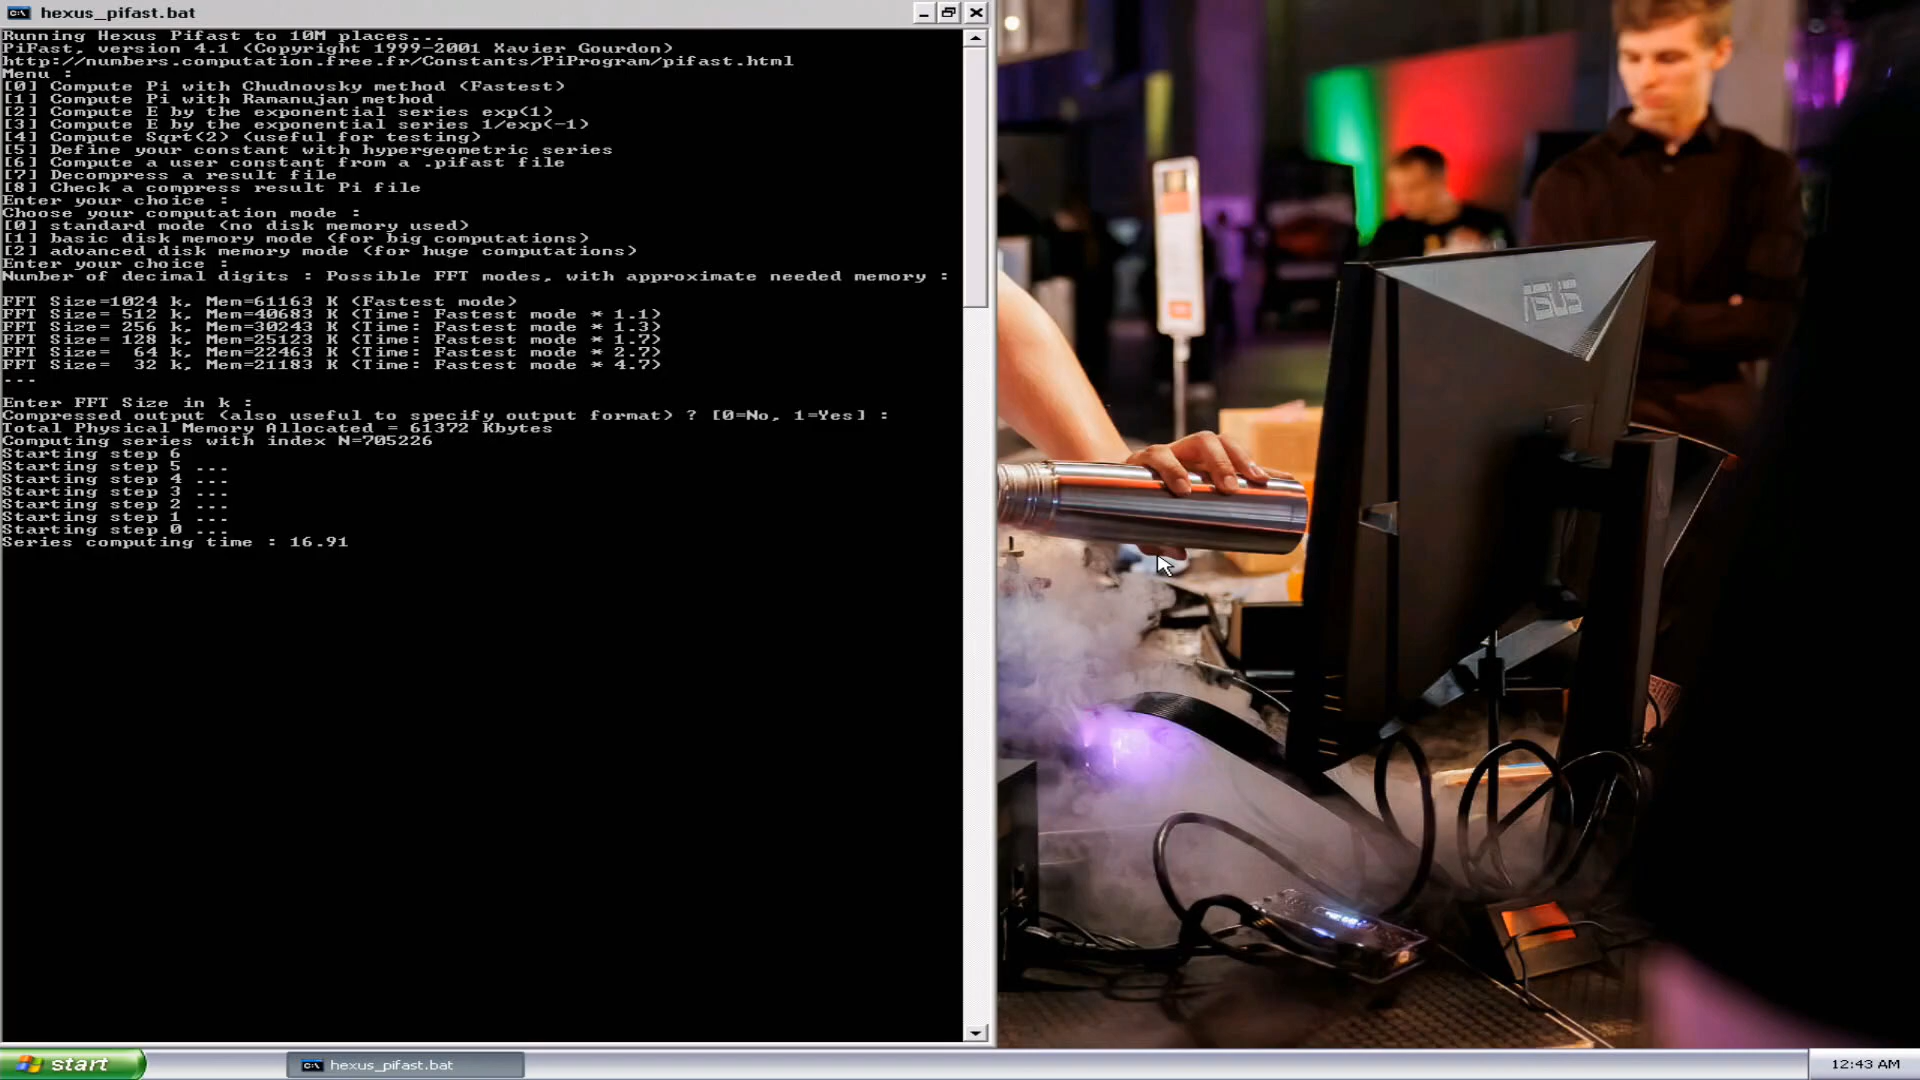 hexus_pifast.bat
Running Hexus Pifast to 10M places...
PiFast, version 4.1 (Copyright 1999-2001 Xavier Gourdon)
http://numbers.computation.free.fr/Constants/PiProgram/pifast.html
Menu :
[0] Compute Pi with Chudnovsky method (Fastest)
[1] Compute Pi with Ramanujan method
[2] Compute E by the exponential series exp(1)
[3] Compute E by the exponential series 1/exp(-1)
[4] Compute Sqrt(2) (useful for testing)
[5] Define your constant with hypergeometric series
[6] Compute a user constant from a .pifast file
[7] Decompress a result file
[8] Check a compress result Pi file
Enter your choice :
Choose your computation mode :
[0] standard mode (no disk memory used)
[1] basic disk memory mode (for big computations)
[2] advanced disk memory mode (for huge computations)
Enter your choice :
Number of decimal digits : Possible FFT modes, with approximate needed memory :
FFT Size=1024 k, Mem=61163 K (Fastest mode)
FFT Size= 512 k, Mem=40683 K (Time: Fastest mode * 1.1)
FFT Size= 256 k, Mem=30243 K (Time: Fastest mode * 1.3)
FFT Size= 128 k, Mem=25123 K (Time: Fastest mode * 1.7)
FFT Size=  64 k, Mem=22463 K (Time: Fastest mode * 2.7)
FFT Size=  32 k, Mem=21183 K (Time: Fastest mode * 4.7)
...
Enter FFT Size in k :
Compressed output (also useful to specify output format) ? [0=No, 1=Yes] :
Total Physical Memory Allocated = 61372 Kbytes
Computing series with index N=705226
Starting step 6
Starting step 5 ...
Starting step 4 ...
Starting step 3 ...
Starting step 2 ...
Starting step 1 ...
Starting step 0 ...
Series computing time : 16.91
ASUS
start
hexus_pifast.bat
12:43 AM